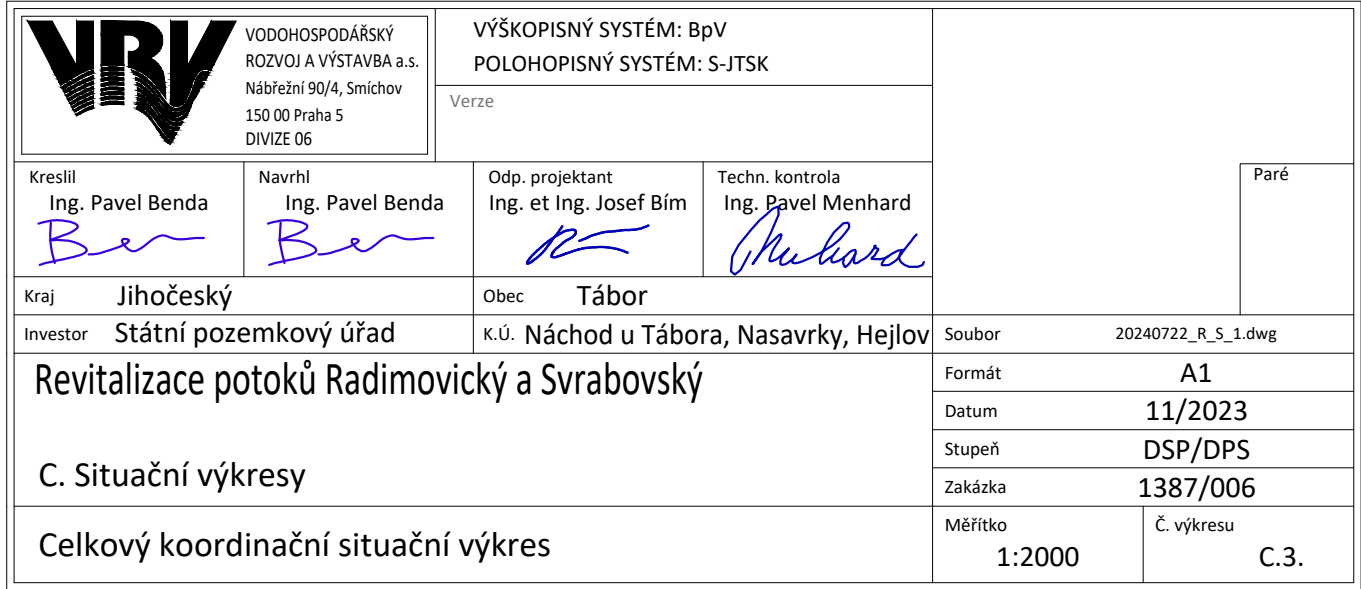 VRV
VODOHOSPODÁŘSKÝ
ROZVOJ A VÝSTAVBA a.s.
Nábřežní 90/4, Smíchov
150 00 Praha 5
DIVIZE 06
VÝŠKOPISNÝ SYSTÉM: BpV
POLOHOPISNÝ SYSTÉM: S-JTSK
Verze
Kreslil
Ing. Pavel Benda
Navrhl
Ing. Pavel Benda
Odp. projektant
Ing. et Ing. Josef Bím
Techn. kontrola
Ing. Pavel Menhard
Paré
Kraj Jihočeský
Obec Tábor
Investor Státní pozemkový úřad
K.Ú. Náchod u Tábora, Nasavrky, Hejlov
Soubor 20240722_R_S_1.dwg
Revitalizace potoků Radimovický a Svrabovský
C. Situační výkresy
Formát A1
Datum 11/2023
Stupeň DSP/DPS
Zakázka 1387/006
Celkový koordinační situační výkres
Měřítko
1:2000
Č. výkresu
C.3.